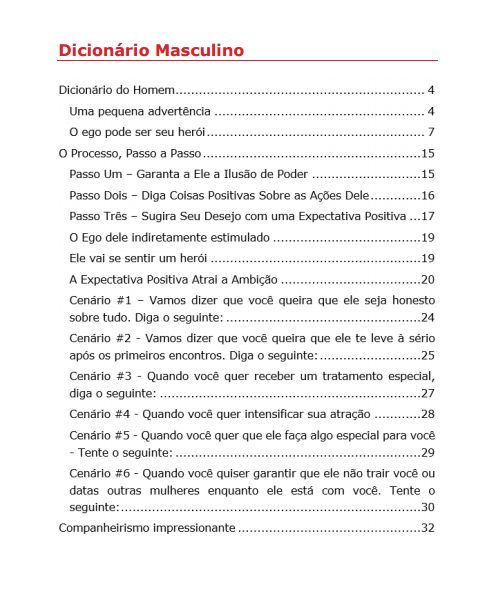 Dicionário Masculino
Dicionário do Homem............................................................... 4
Uma pequena advertência ..................................................... 4
O ego pode ser seu herói....................................................... 7
O Processo, Passo a Passo.......................................................15
Passo Um – Garanta a Ele a Ilusão de Poder ...........................15
Passo Dois – Diga Coisas Positivas Sobre as Ações Dele.............16
Passo Três – Sugira Seu Desejo com uma Expectativa Positiva ...17
O Ego dele indiretamente estimulado .....................................19
Ele vai se sentir um herói .....................................................19
A Expectativa Positiva Atrai a Ambição ...................................20
Cenário #1 – Vamos dizer que você queira que ele seja honesto
sobre tudo. Diga o seguinte: .................................................24
Cenário #2 - Vamos dizer que você queira que ele te leve à sério
após os primeiros encontros. Diga o seguinte:.........................25
Cenário #3 - Quando você quer receber um tratamento especial,
diga o seguinte: ..................................................................27
Cenário #4 - Quando você quer intensificar sua atração ............28
Cenário #5 - Quando você quer que ele faça algo especial para você
- Tente o seguinte: ..............................................................29
Cenário #6 - Quando você quiser garantir que ele não trair você ou
datas outras mulheres enquanto ele está com você. Tente o
seguinte:............................................................................30
Companheirismo impressionante ..............................................32